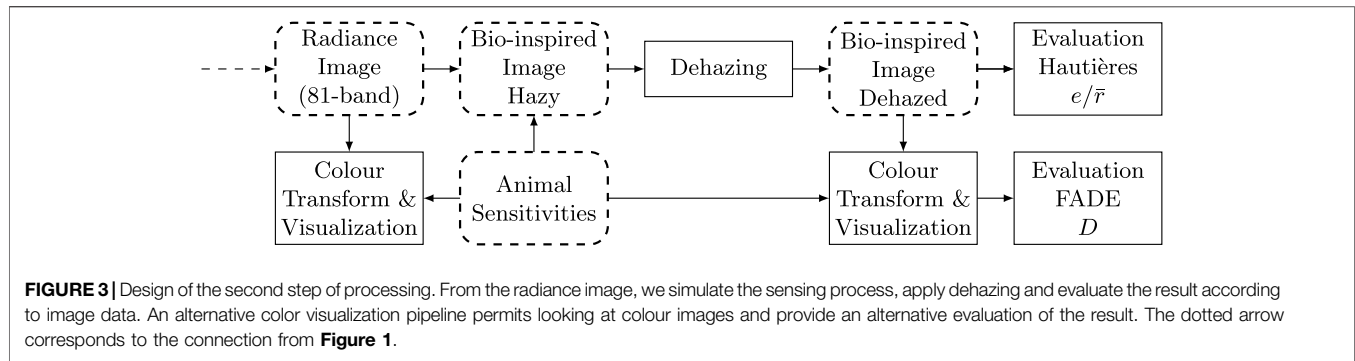 Radiance
Image
(81-band)
Bio-inspired
Image
Hazy
Dehazing
Bio-inspired
Image
Dehazed
Evaluation
Hautières
e/r̄
Colour
Transform &
Visualization
Animal
Sensitivities
Colour
Transform &
Visualization
Evaluation
FADE
D
FIGURE 3 | Design of the second step of processing. From the radiance image, we simulate the sensing process, apply dehazing and evaluate the result according
to image data. An alternative color visualization pipeline permits looking at colour images and provide an alternative evaluation of the result. The dotted arrow
corresponds to the connection from Figure 1.